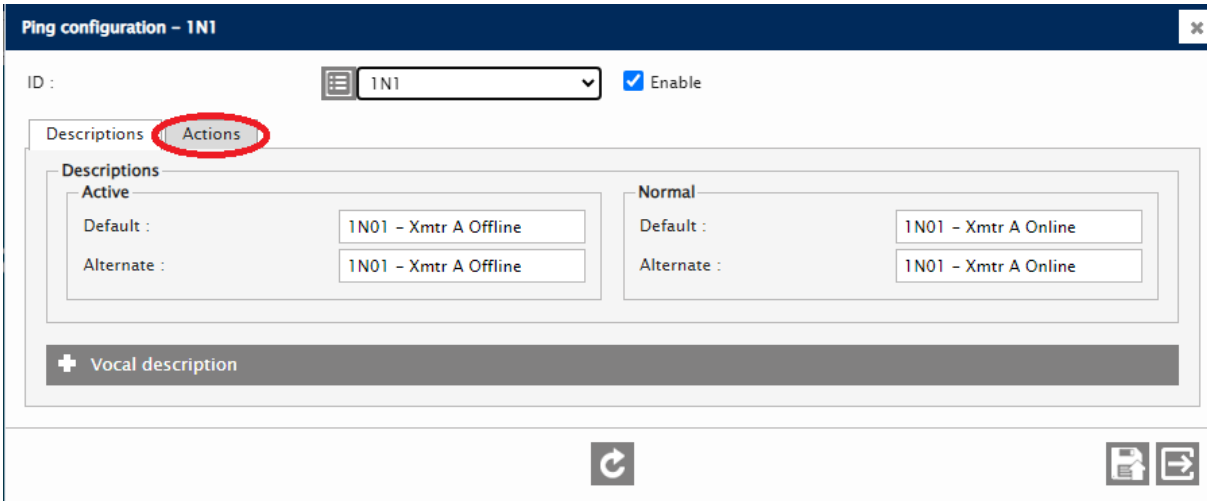 Ping configuration – 1N1
ID : 1N1 Enable
Descriptions Actions
Descriptions
Active Normal
Default : 1N01 – Xmtr A Offline Default : 1N01 – Xmtr A Online
Alternate : 1N01 – Xmtr A Offline Alternate : 1N01 – Xmtr A Online
Vocal description